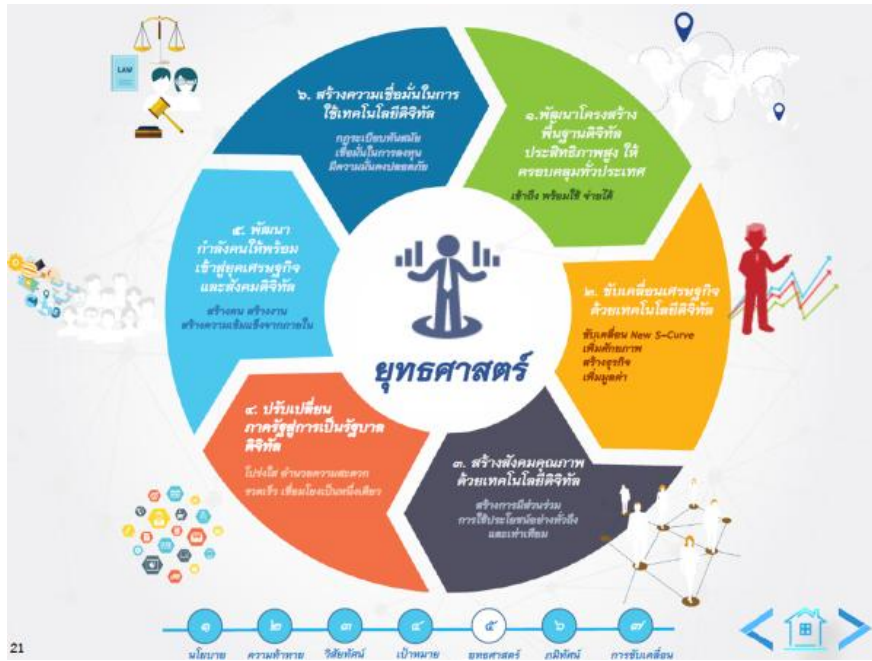 LAW
๑.พัฒนาโครงสร้าง
พื้นฐานดิจิทัล
ประสิทธิภาพสูง ให้
ครอบคลุมทั่วประเทศ
เข้าถึง พร้อมใช้ จ่ายได้
๒. ขับเคลื่อนเศรษฐกิจ
ด้วยเทคโนโลยีดิจิทัล
ขับเคลื่อน New S-Curve
เพิ่มศักยภาพ
สร้างธุรกิจ
เพิ่มมูลค่า
๓. สร้างสังคมคุณภาพ
ด้วยเทคโนโลยีดิจิทัล
สร้างการมีส่วนร่วม
การใช้ประโยชน์อย่างทั่วถึง
และเท่าเทียม
๔. ปรับเปลี่ยน
ภาครัฐสู่การเป็นรัฐบาล
ดิจิทัล
โปร่งใส อำนวยความสะดวก
รวดเร็ว เชื่อมโยงเป็นหนึ่งเดียว
๕. พัฒนา
กำลังคนให้พร้อม
เข้าสู่ยุคเศรษฐกิจ
และสังคมดิจิทัล
สร้างคน สร้างงาน
สร้างความเข้มแข็งจากภายใน
๖. สร้างความเชื่อมั่นในการ
ใช้เทคโนโลยีดิจิทัล
กฎระเบียบทันสมัย
เชื่อมั่นในการลงทุน
มีความมั่นคงปลอดภัย
ยุทธศาสตร์
๑ ๒ ๓ ๔ ๕ ๖ ๗
นโยบาย ความท้าทาย วิสัยทัศน์ เป้าหมาย ยุทธศาสตร์ ภูมิทัศน์ การขับเคลื่อน
21